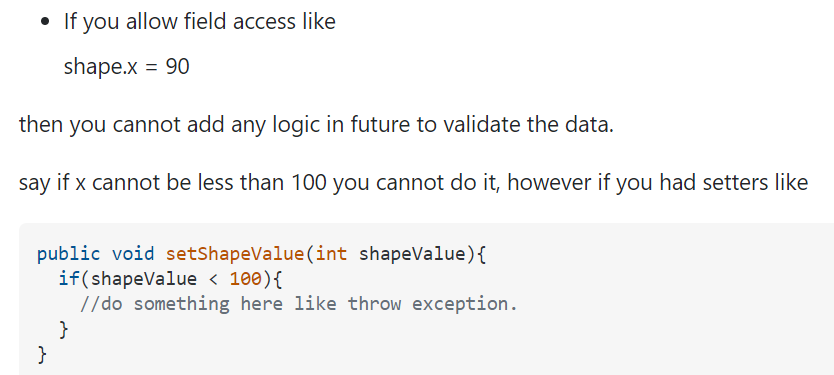 • If you allow field access like
shape.x = 90
then you cannot add any logic in future to validate the data.
say if x cannot be less than 100 you cannot do it, however if you had setters like
public void setShapeValue(int shapeValue){
  if(shapeValue < 100){
    //do something here like throw exception.
  }
}